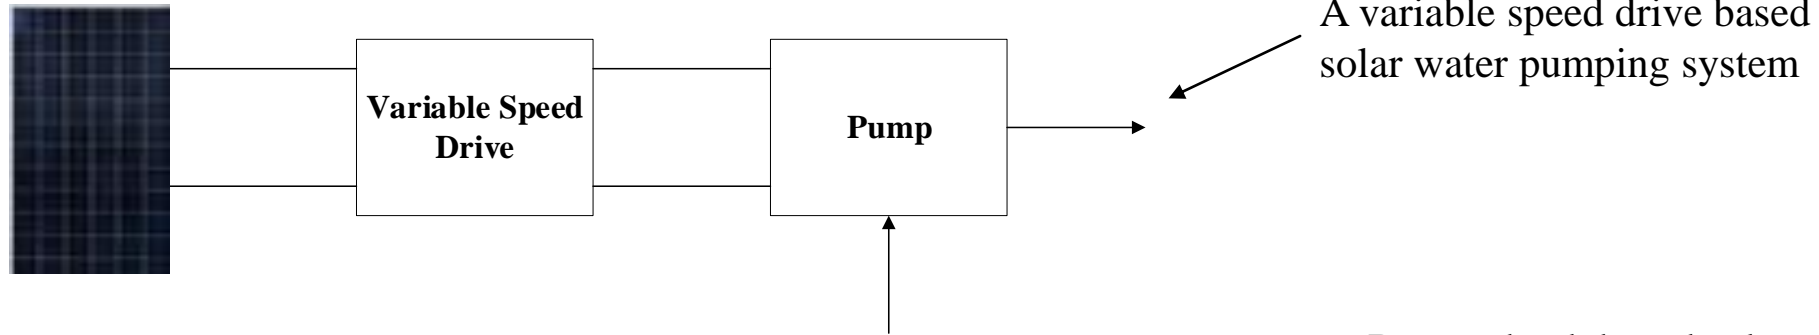 A variable speed drive based
solar water pumping system
Variable Speed
Drive
Pump